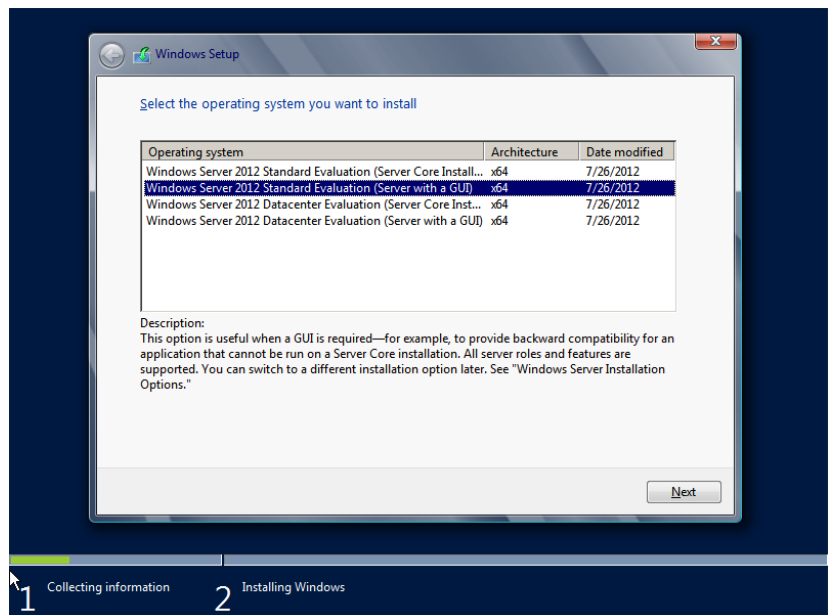 Windows Setup
Select the operating system you want to install
Operating system Architecture Date modified
Windows Server 2012 Standard Evaluation (Server Core Install... x64 7/26/2012
Windows Server 2012 Standard Evaluation (Server with a GUI) x64 7/26/2012
Windows Server 2012 Datacenter Evaluation (Server Core Inst... x64 7/26/2012
Windows Server 2012 Datacenter Evaluation (Server with a GUI) x64 7/26/2012
Description:
This option is useful when a GUI is required—for example, to provide backward compatibility for an
application that cannot be run on a Server Core installation. All server roles and features are
supported. You can switch to a different installation option later. See "Windows Server Installation
Options."
Next
1 Collecting information 2 Installing Windows